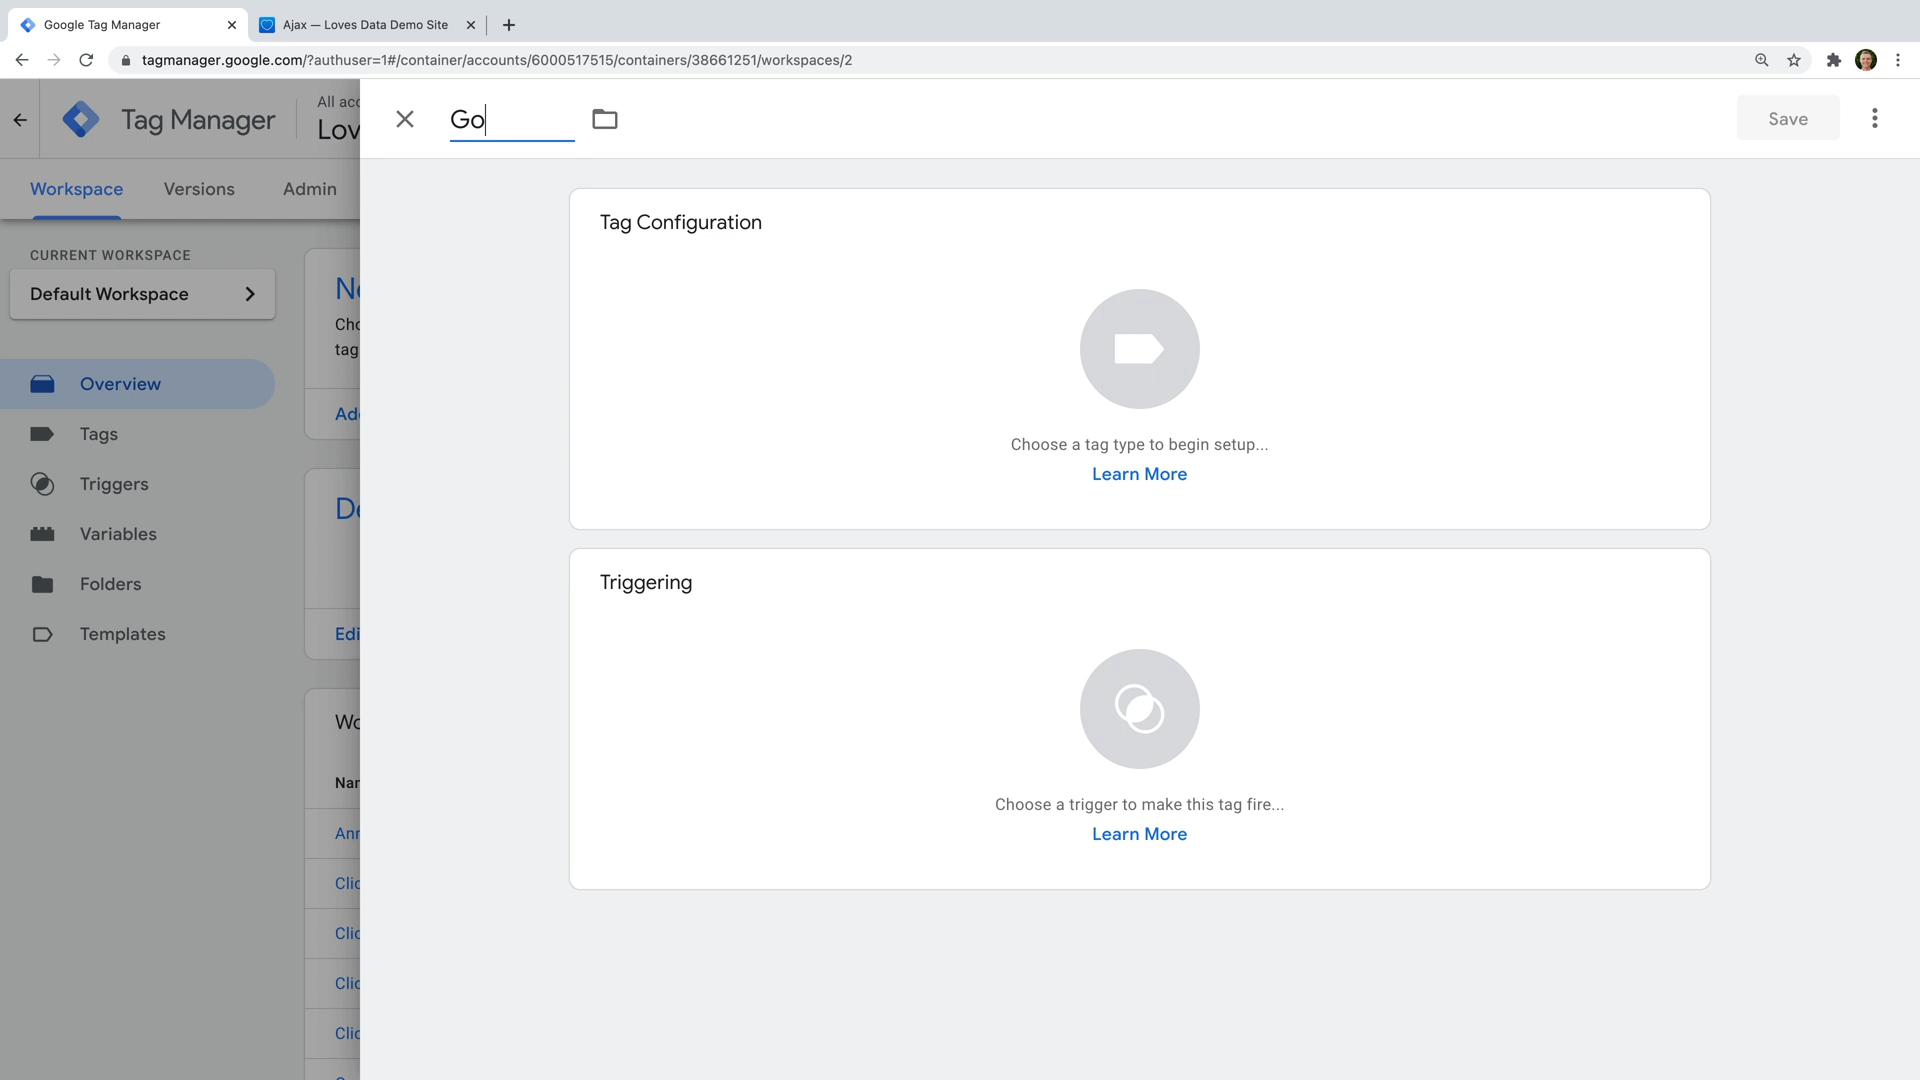 Google Tag Manager
Ajax — Loves Data Demo Site
tagmanager.google.com/?authuser=1#/container/accounts/6000517515/containers/38661251/workspaces/2
Tag Manager
All acc
Lov
Go
Save
Workspace
Versions
Admin
CURRENT WORKSPACE
Default Workspace
Overview
Tags
Triggers
Variables
Folders
Templates
Cho
tag
Edi
Wo
Nar
Clic
Clic
Clic
Clic
Tag Configuration
Choose a tag type to begin setup...
Learn More
Triggering
Choose a trigger to make this tag fire...
Learn More